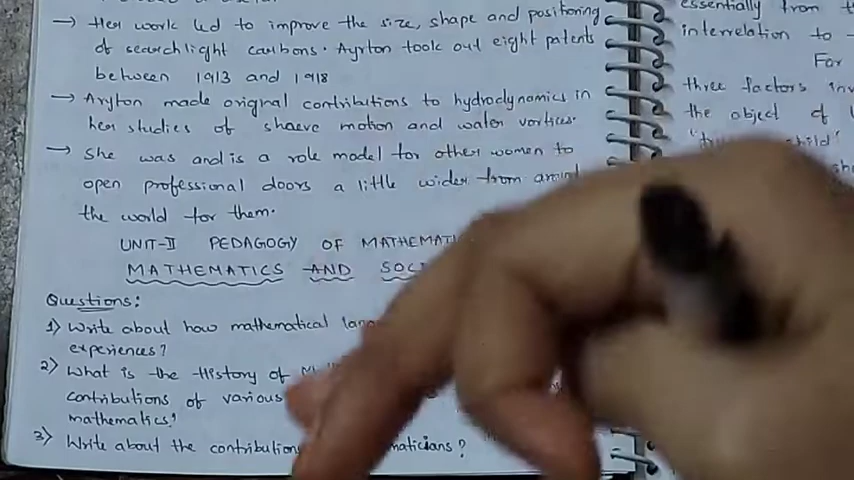 → Her work led to improve the size, shape and positioning
of searchlight carbons. Ayrton took out eight patents
between 1913 and 1918
→ Aryton made orignal contributions to hydrodynamics in
her studies of shaeve motion and water vortices.
→ She was and is a role model for other women to
open professional doors a little wider from around
the world for them.
UNIT-II PEDAGOGY OF
MATHEMATICS AND
Questions:
1) Write about how mathematical
experiences?
2) What is the History of
contributions of various
mathematics?
3) Write about the
essentially from
interrelation to
For
three factors
the object of